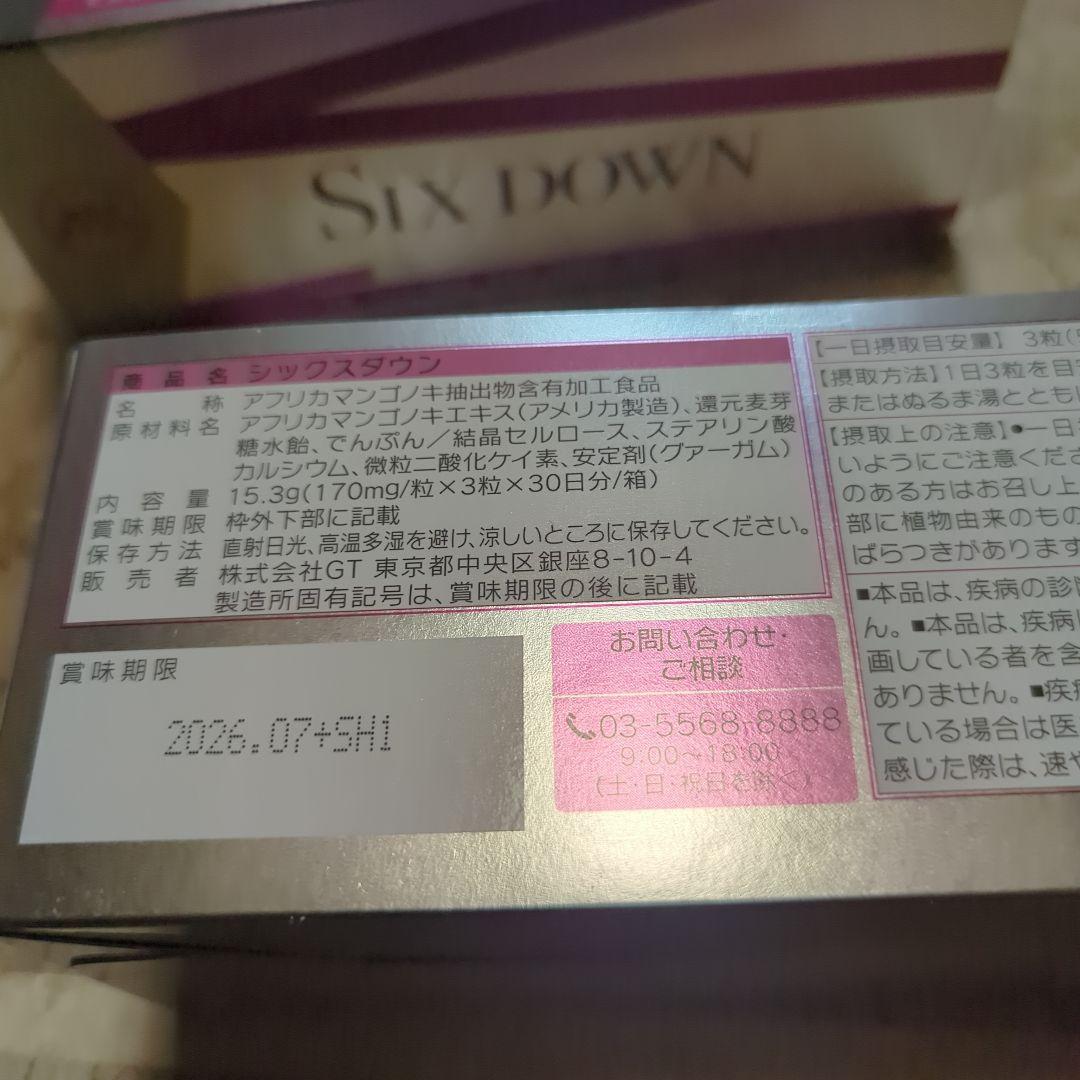 SIX DOWN
商品名 シックスダウン
名称 アフリカマンゴノキ抽出物含有加工食品
原材料名 アフリカマンゴノキエキス(アメリカ製造)、還元麦芽
糖水飴、でんぷん／結晶セルロース、ステアリン酸
カルシウム、微粒二酸化ケイ素、安定剤(グァーガム)
内容量 15.3g(170mg/粒×3粒×30日分/箱)
賞味期限 枠外下部に記載
保存方法 直射日光、高温多湿を避け、涼しいところに保存してください。
販売者 株式会社GT 東京都中央区銀座8-10-4
製造所固有記号は、賞味期限の後に記載
賞味期限
2026.07+SH1
お問い合わせ・
ご相談
03-5568-8888
9:00~18:00
(土・日・祝日を除く)
【一日摂取目安量】 3粒(
【摂取方法】1日3粒を目
またはぬるま湯ととも
【摂取上の注意】●一日
いようにご注意くださ
のある方はお召し上
部に植物由来のもの
ばらつきがあります
■本品は、疾病の診
ん。■本品は、疾病
画している者を含
ありません。■疾
ている場合は医
感じた際は、速や